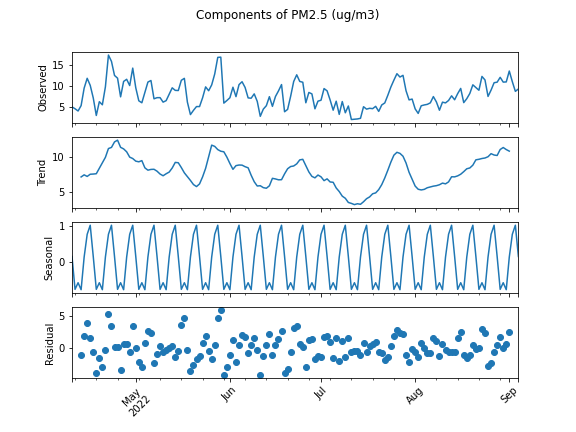 Components of PM2.5 (ug/m3)
Observed
15
10
5
Trend
10
5
Seasonal
1
0
Residual
5
0
May
2022
Jun
Jul
Aug
Sep